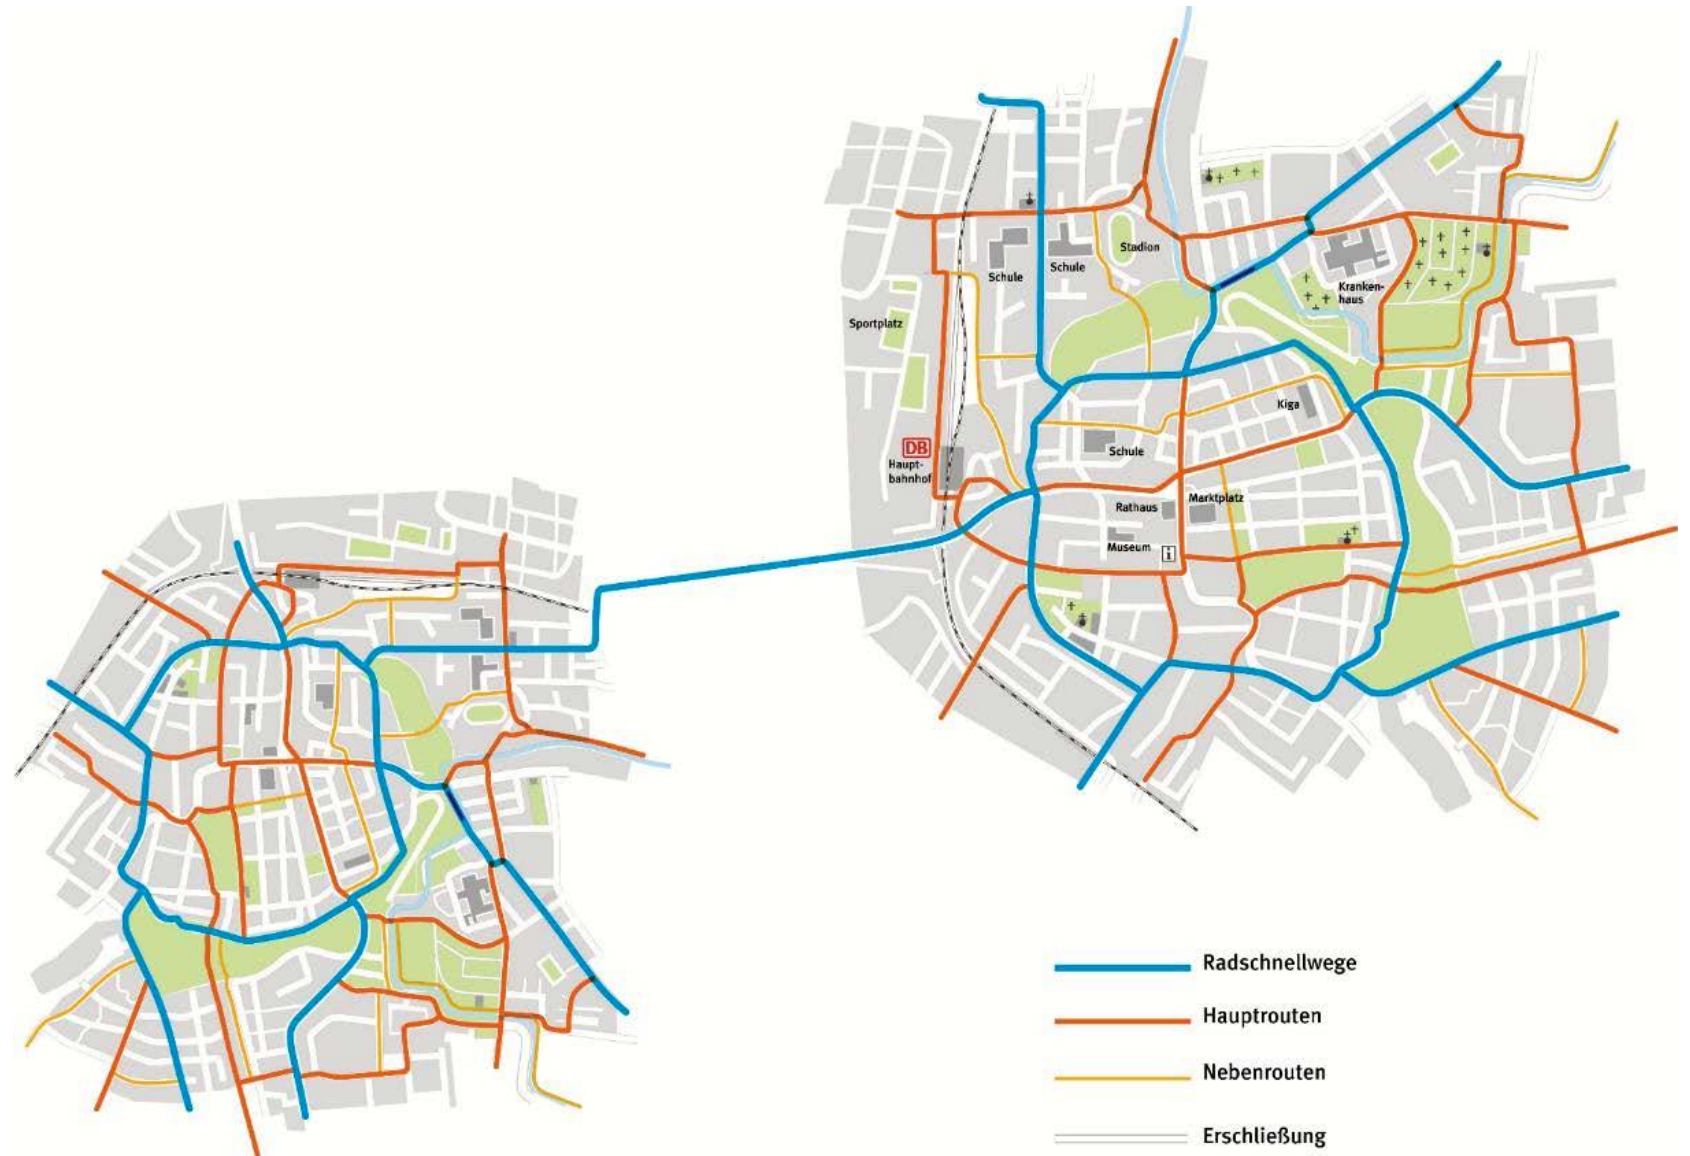 Stadion
Schule
Schule
Kranken-
haus
Sportplatz
Kiga
DB
Haupt-
bahnhof
Schule
Rathaus
Marktplatz
Museum
i
Radschnellwege
Hauptrouten
Nebenrouten
Erschließung